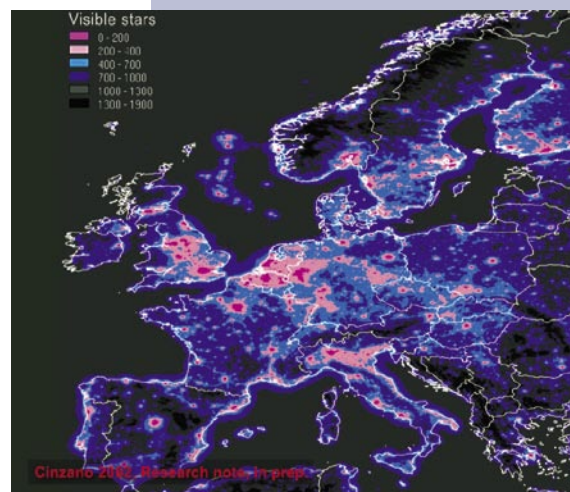 Visible stars
0 - 200
200 - 400
400 - 700
700 - 1000
1000 - 1300
1300 - 1900
Cinzano 2002, Research note, in prep.